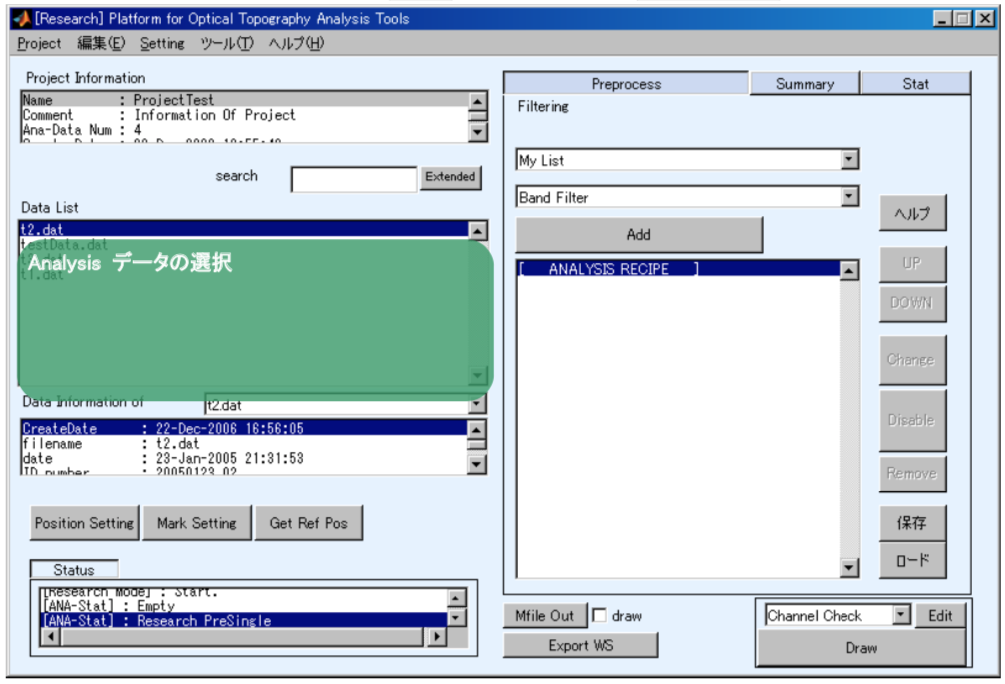 [Research] Platform for Optical Topography Analysis Tools
Project 編集(E) Setting ツール(T) ヘルプ(H)
Project Information
Name : ProjectTest
Comment : Information Of Project
Ana-Data Num : 4
search
Extended
Data List
t2.dat
testData.dat
Analysis データの選択
t1.dat
Data Information of
t2.dat
CreateDate : 22-Dec-2006 16:56:05
filename : t2.dat
date : 23-Jan-2005 21:31:53
ID_number : 20050123_02
Position Setting
Mark Setting
Get Ref Pos
Status
[Research Mode] : Start.
[ANA-Stat] : Empty
[ANA-Stat] : Research PreSingle
Preprocess
Summary
Stat
Filtering
My List
Band Filter
Add
[ ANALYSIS RECIPE ]
ヘルプ
UP
DOWN
Change
Disable
Remove
保存
ロード
Mfile Out
draw
Export WS
Channel Check
Edit
Draw